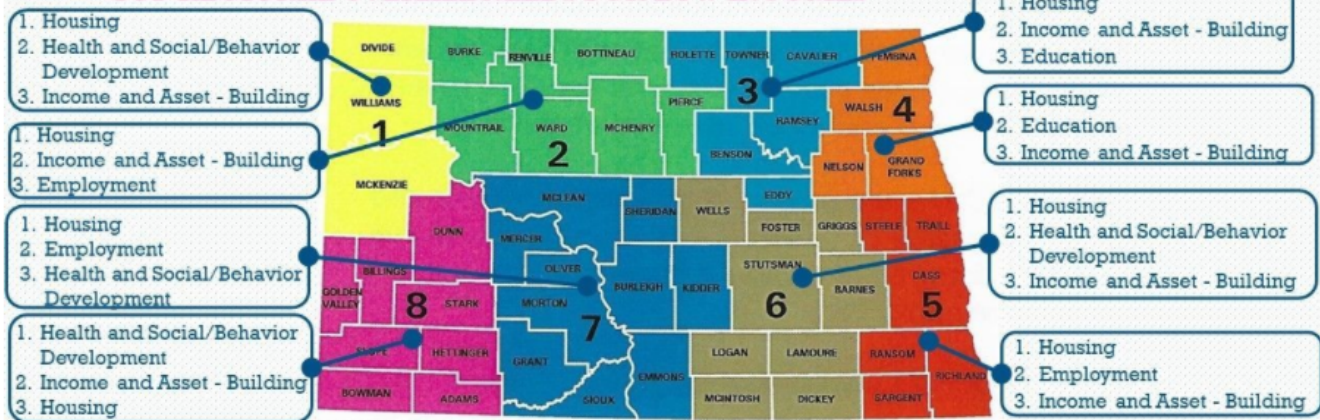 1. Housing
2. Health and Social/Behavior
Development
3. Income and Asset - Building
1. Housing
2. Income and Asset - Building
3. Employment
1. Housing
2. Employment
3. Health and Social/Behavior
Development
1. Health and Social/Behavior
Development
2. Income and Asset - Building
3. Housing
DIVIDE
BURKE
RENVILLE
BOTTINEAU
ROLETTE
TOWNER
CAVALIER
PEMBINA
WILLIAMS
1
MOUNTRAIL
WARD
2
MCHENRY
PIERCE
3
RAMSEY
BENSON
WALSH
4
NELSON
GRAND
FORKS
MCKENZIE
DUNN
MCLEAN
SHERIDAN
WELLS
EDDY
FOSTER
GRIGGS
STEELE
TRAILL
MERCER
OLIVER
BILLINGS
GOLDEN
VALLEY
8
STARK
MORTON
7
BURLEIGH
KIDDER
STUTSMAN
6
BARNES
CASS
5
SLOPE
HETTINGER
GRANT
BOWMAN
ADAMS
SIOUX
EMMONS
LOGAN
LAMOURE
RANSOM
RICHLAND
MCINTOSH
DICKEY
SARGENT
1. Housing
2. Income and Asset - Building
3. Education
1. Housing
2. Education
3. Income and Asset - Building
1. Housing
2. Health and Social/Behavior
Development
3. Income and Asset - Building
1. Housing
2. Employment
3. Income and Asset - Building